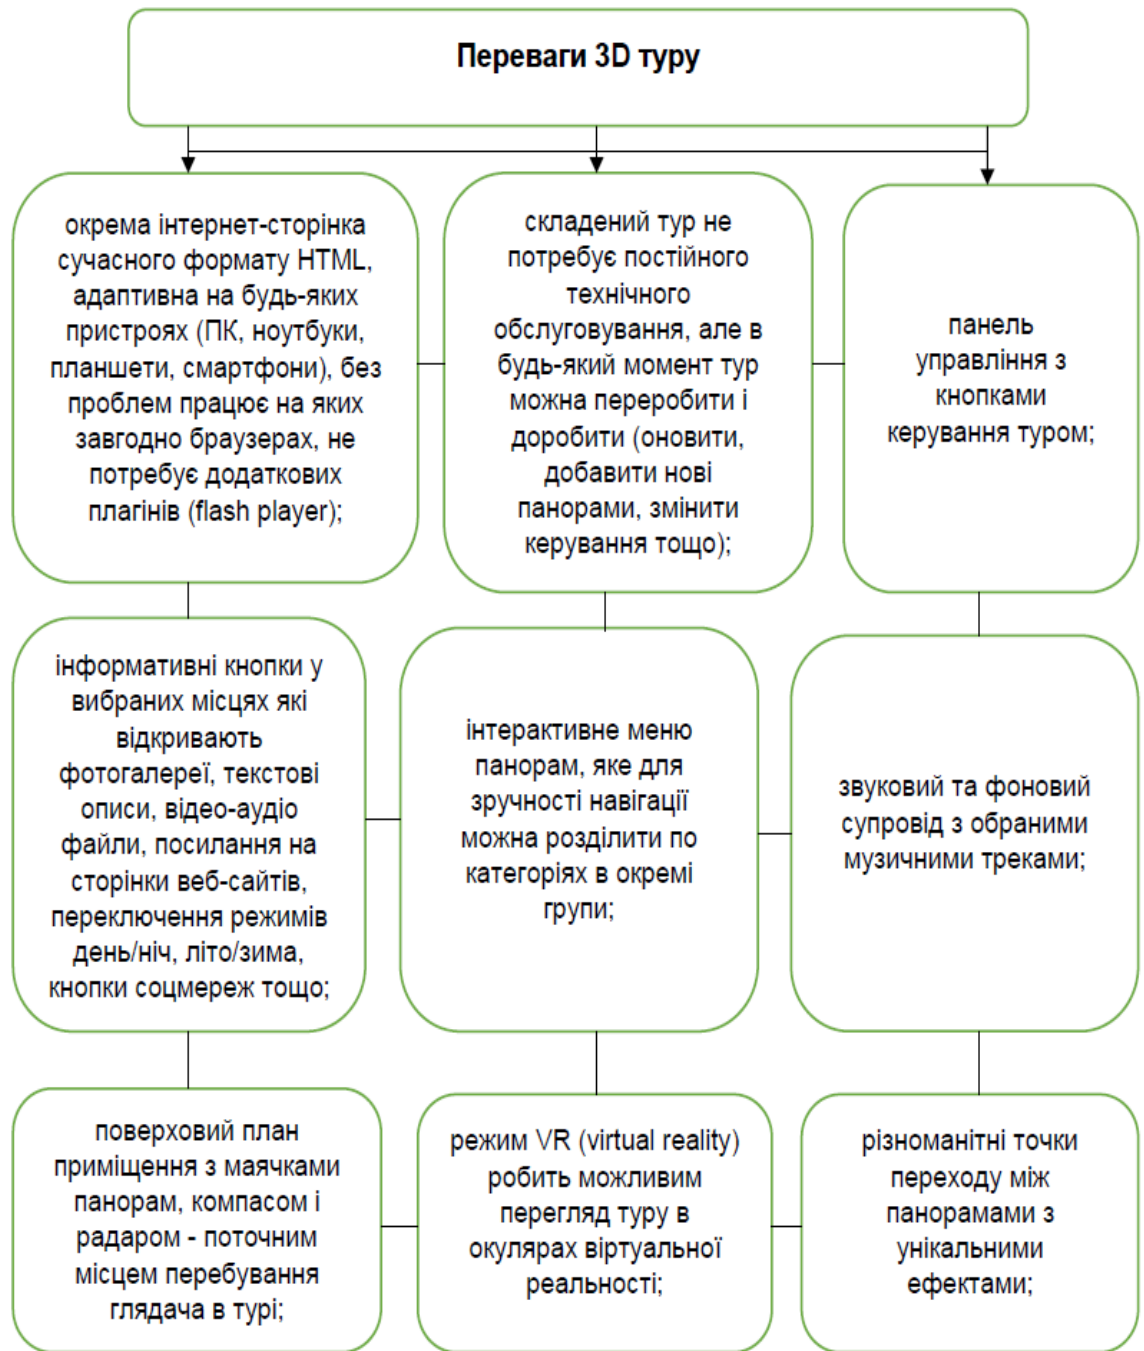 Переваги 3D туру
окрема інтернет-сторінка
сучасного формату HTML,
адаптивна на будь-яких
пристроях (ПК, ноутбуки,
планшети, смартфони), без
проблем працює на яких
завгодно браузерах, не
потребує додаткових
плагінів (flash player);
складений тур не
потребує постійного
технічного
обслуговування, але в
будь-який момент тур
можна переробити і
доробити (оновити,
добавити нові
панорами, змінити
керування тощо);
панель
управління з
кнопками
керування туром;
інформативні кнопки у
вибраних місцях які
відкривають
фотогалереї, текстові
описи, відео-аудіо
файли, посилання на
сторінки веб-сайтів,
переключення режимів
день/ніч, літо/зима,
кнопки соцмереж тощо;
інтерактивне меню
панорам, яке для
зручності навігації
можна розділити по
категоріях в окремі
групи;
звуковий та фоновий
супровід з обраними
музичними треками;
поверховий план
приміщення з маячками
панорам, компасом і
радаром - поточним
місцем перебування
глядача в турі;
режим VR (virtual reality)
робить можливим
перегляд туру в
окулярах віртуальної
реальності;
різноманітні точки
переходу між
панорамами з
унікальними
ефектами;